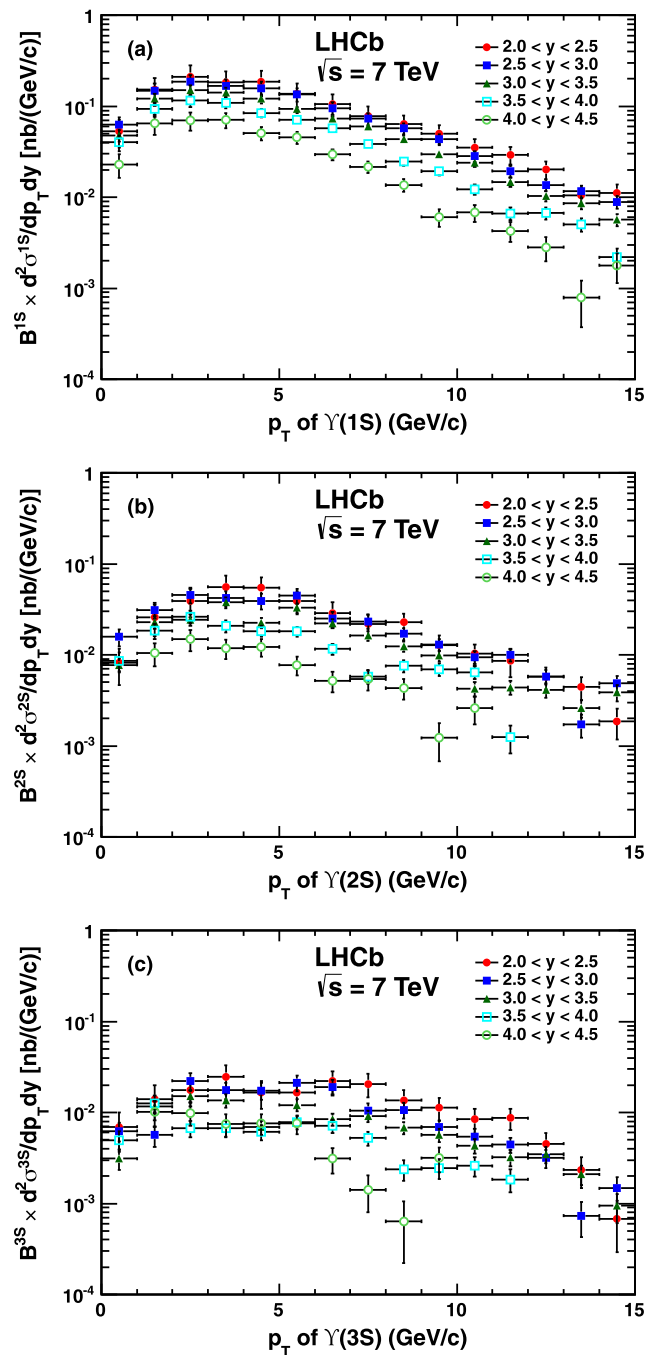 (a)
LHCb
√s = 7 TeV
2.0 < y < 2.5
2.5 < y < 3.0
3.0 < y < 3.5
3.5 < y < 4.0
4.0 < y < 4.5
B^1S × d²σ^1S/dp_T dy [nb/(GeV/c)]
1
10^-1
10^-2
10^-3
10^-4
0 5 10 15
p_T of ϒ(1S) (GeV/c)
(b)
LHCb
√s = 7 TeV
2.0 < y < 2.5
2.5 < y < 3.0
3.0 < y < 3.5
3.5 < y < 4.0
4.0 < y < 4.5
B^2S × d²σ^2S/dp_T dy [nb/(GeV/c)]
1
10^-1
10^-2
10^-3
10^-4
0 5 10 15
p_T of ϒ(2S) (GeV/c)
(c)
LHCb
√s = 7 TeV
2.0 < y < 2.5
2.5 < y < 3.0
3.0 < y < 3.5
3.5 < y < 4.0
4.0 < y < 4.5
B^3S × d²σ^3S/dp_T dy [nb/(GeV/c)]
1
10^-1
10^-2
10^-3
10^-4
0 5 10 15
p_T of ϒ(3S) (GeV/c)